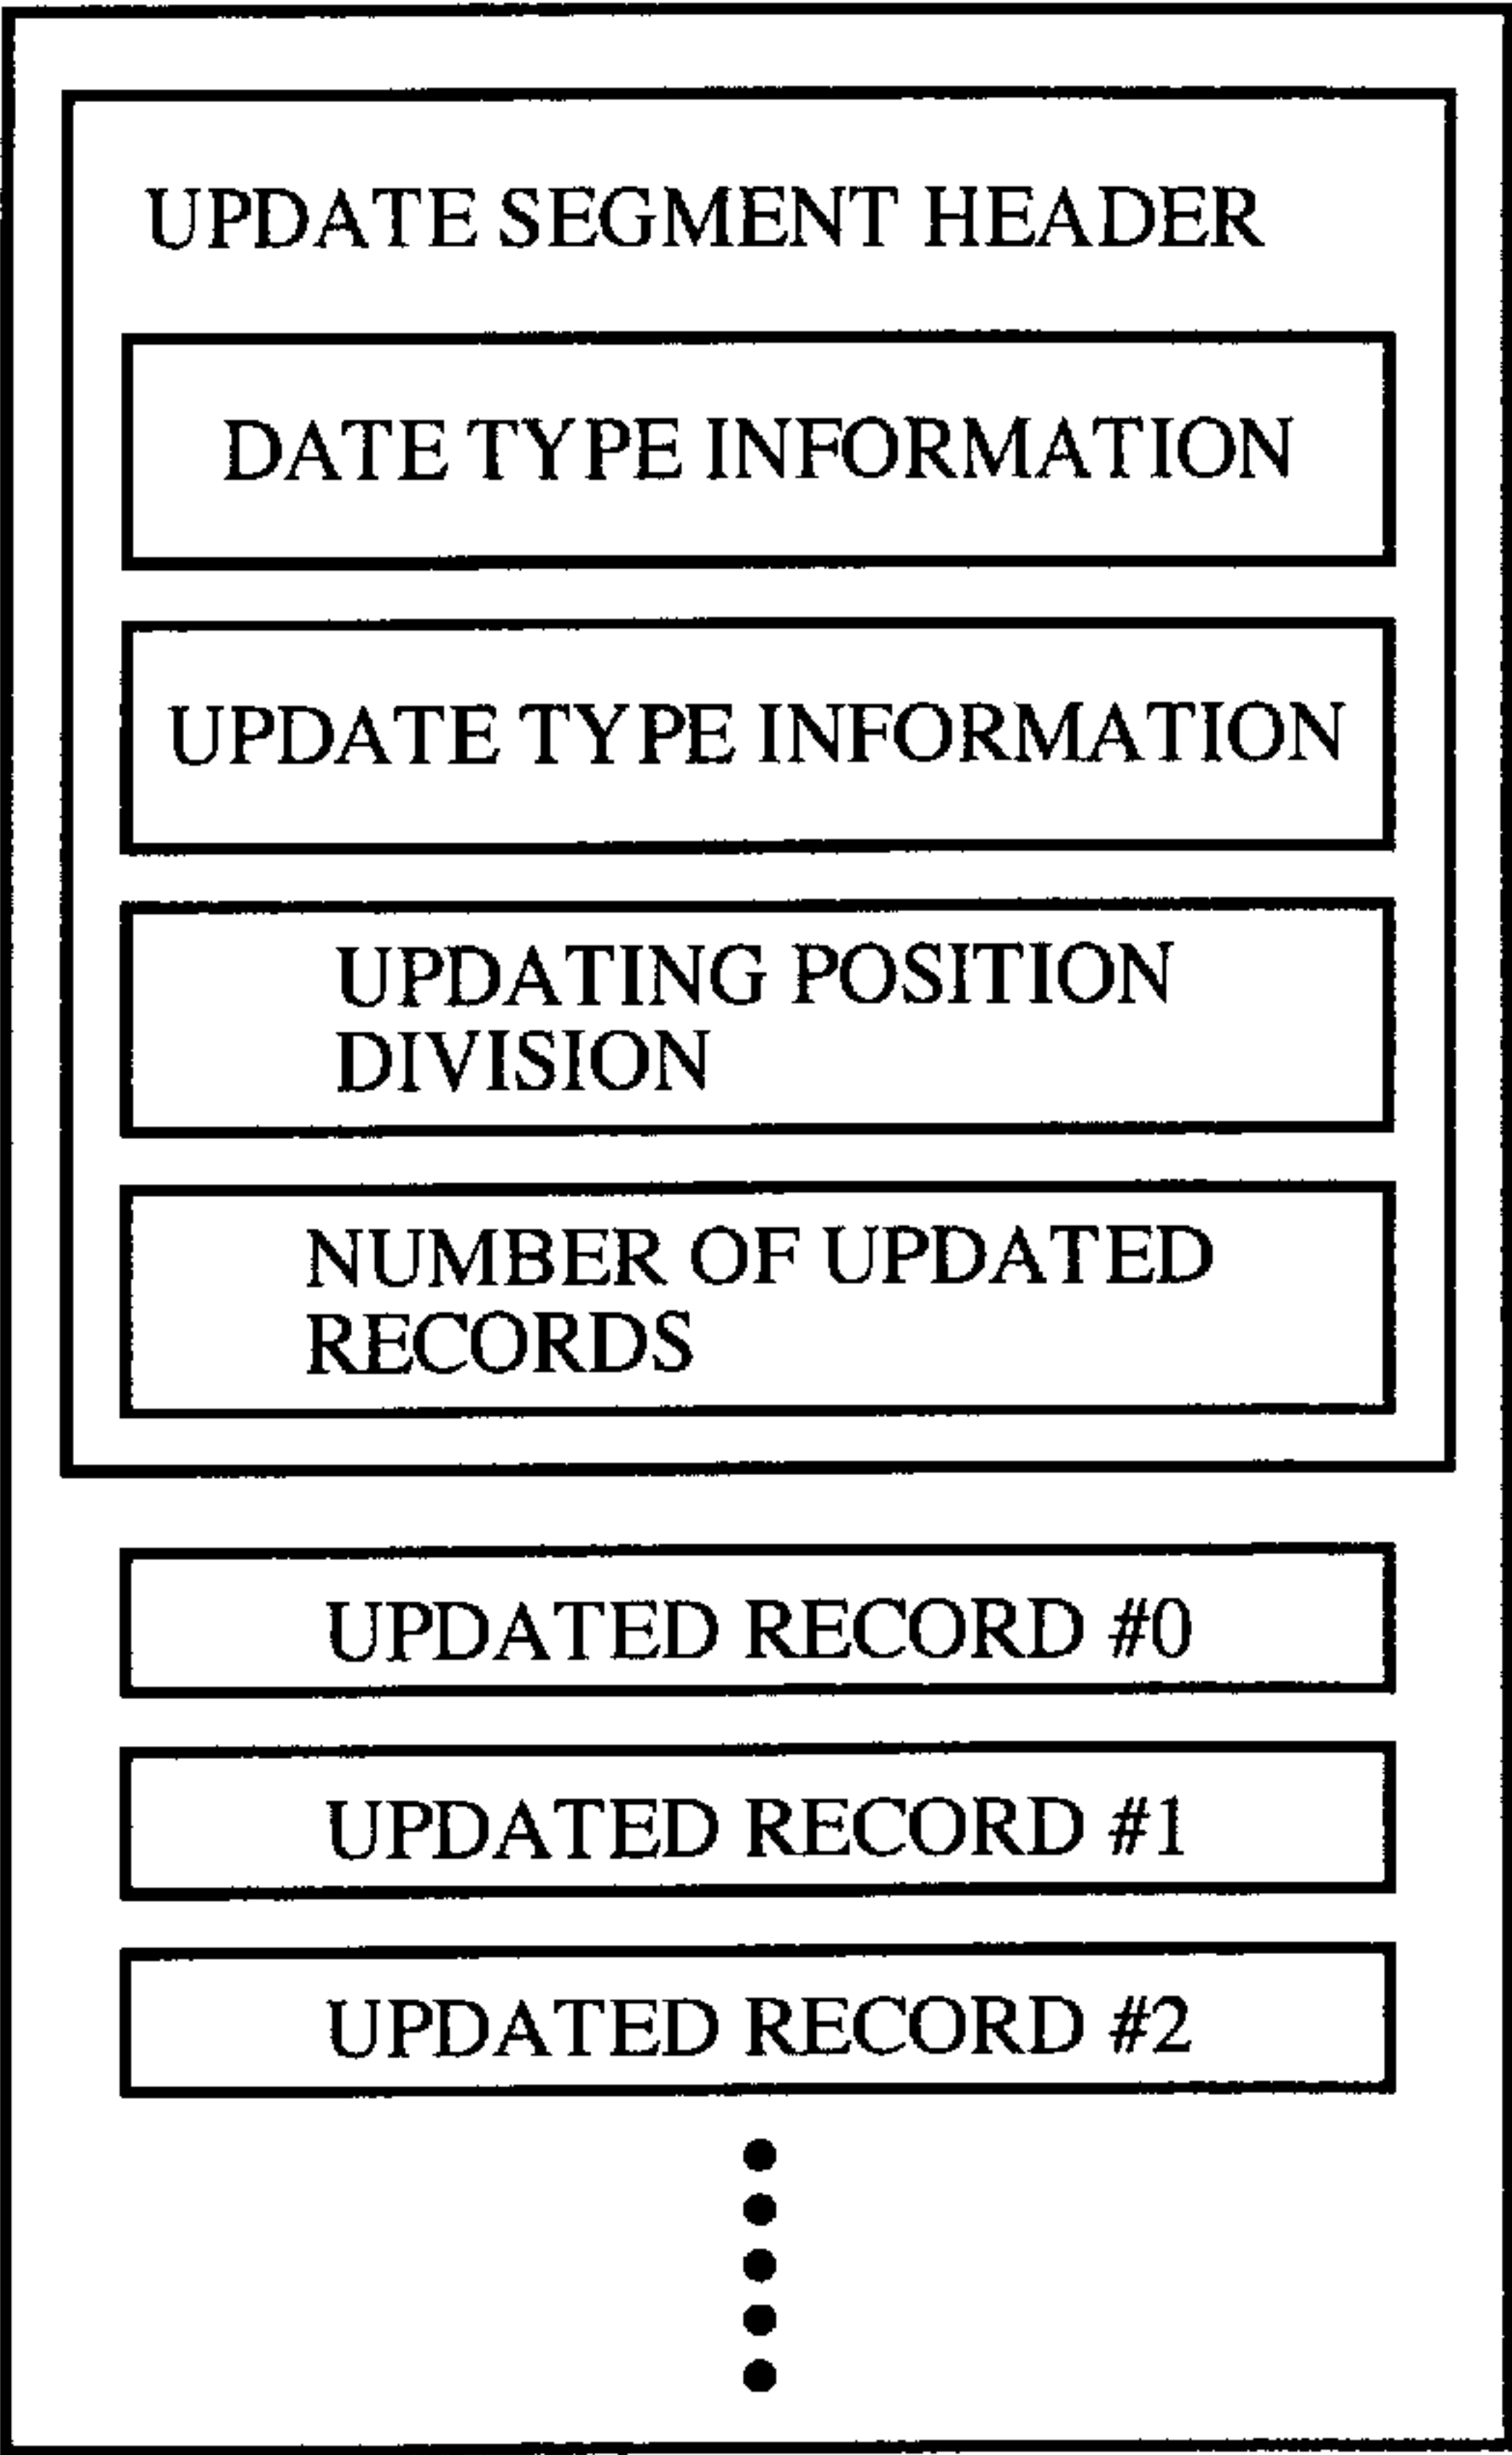 UPDATE SEGMENT HEADER
DATE TYPE INFORMATION
UPDATE TYPE INFORMATION
UPDATING POSITION
DIVISION
NUMBER OF UPDATED
RECORDS
UPDATED RECORD #0
UPDATED RECORD #1
UPDATED RECORD #2